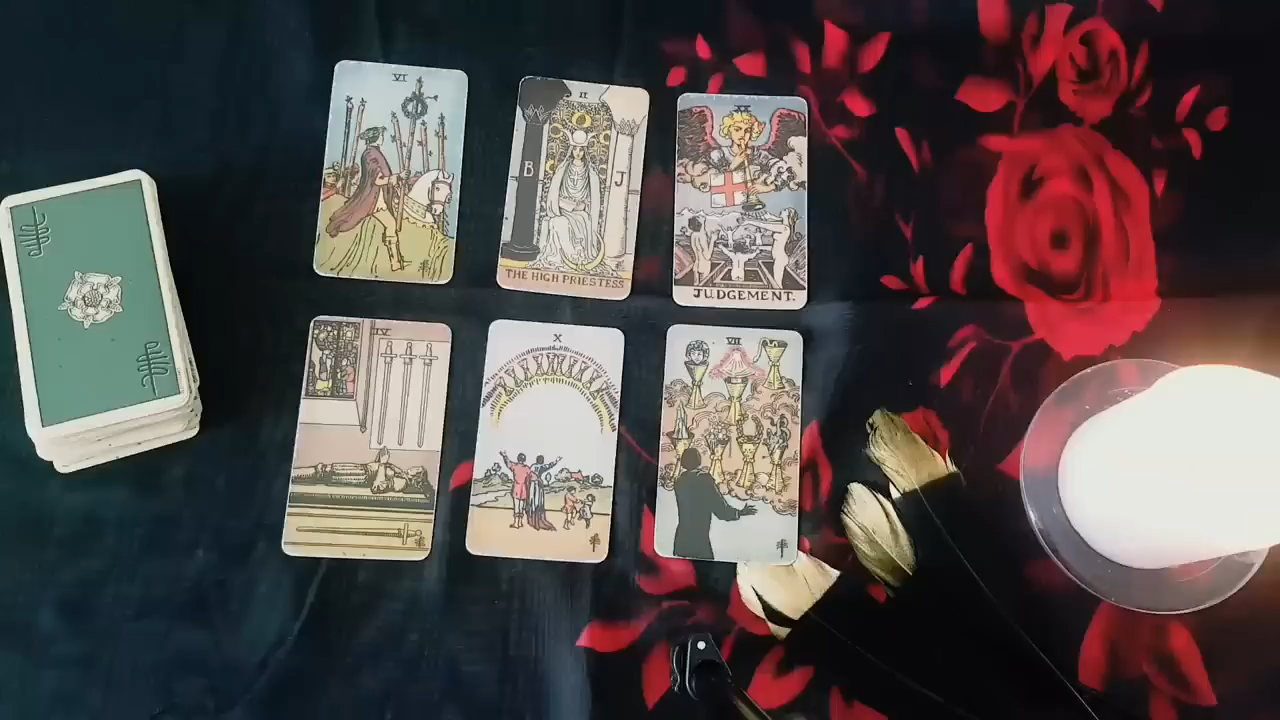 VI
II
B
J
THE HIGH PRIESTESS
XX
JUDGEMENT.
IV
X
VII